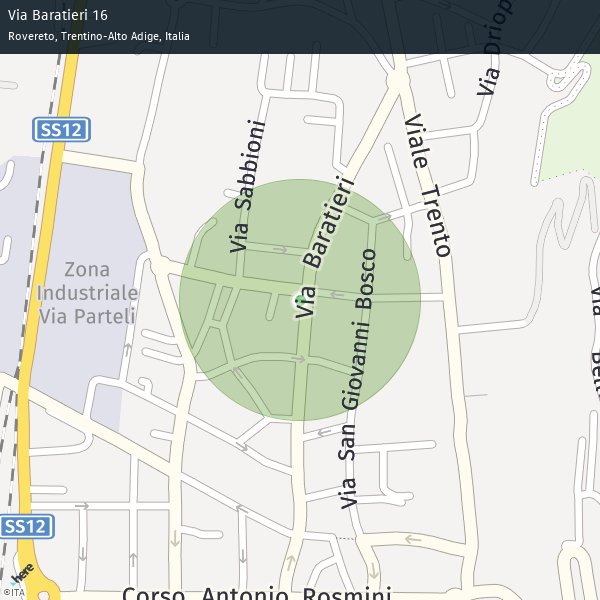 Via Baratieri 16
Rovereto, Trentino-Alto Adige, Italia
Via Driop
SS12
Viale Trento
Via Sabbioni
Via Baratieri
Via San Giovanni Bosco
Zona
Industriale
Via Parteli
Via Bel
SS12
here
©ITA
Corso Antonio Rosmini